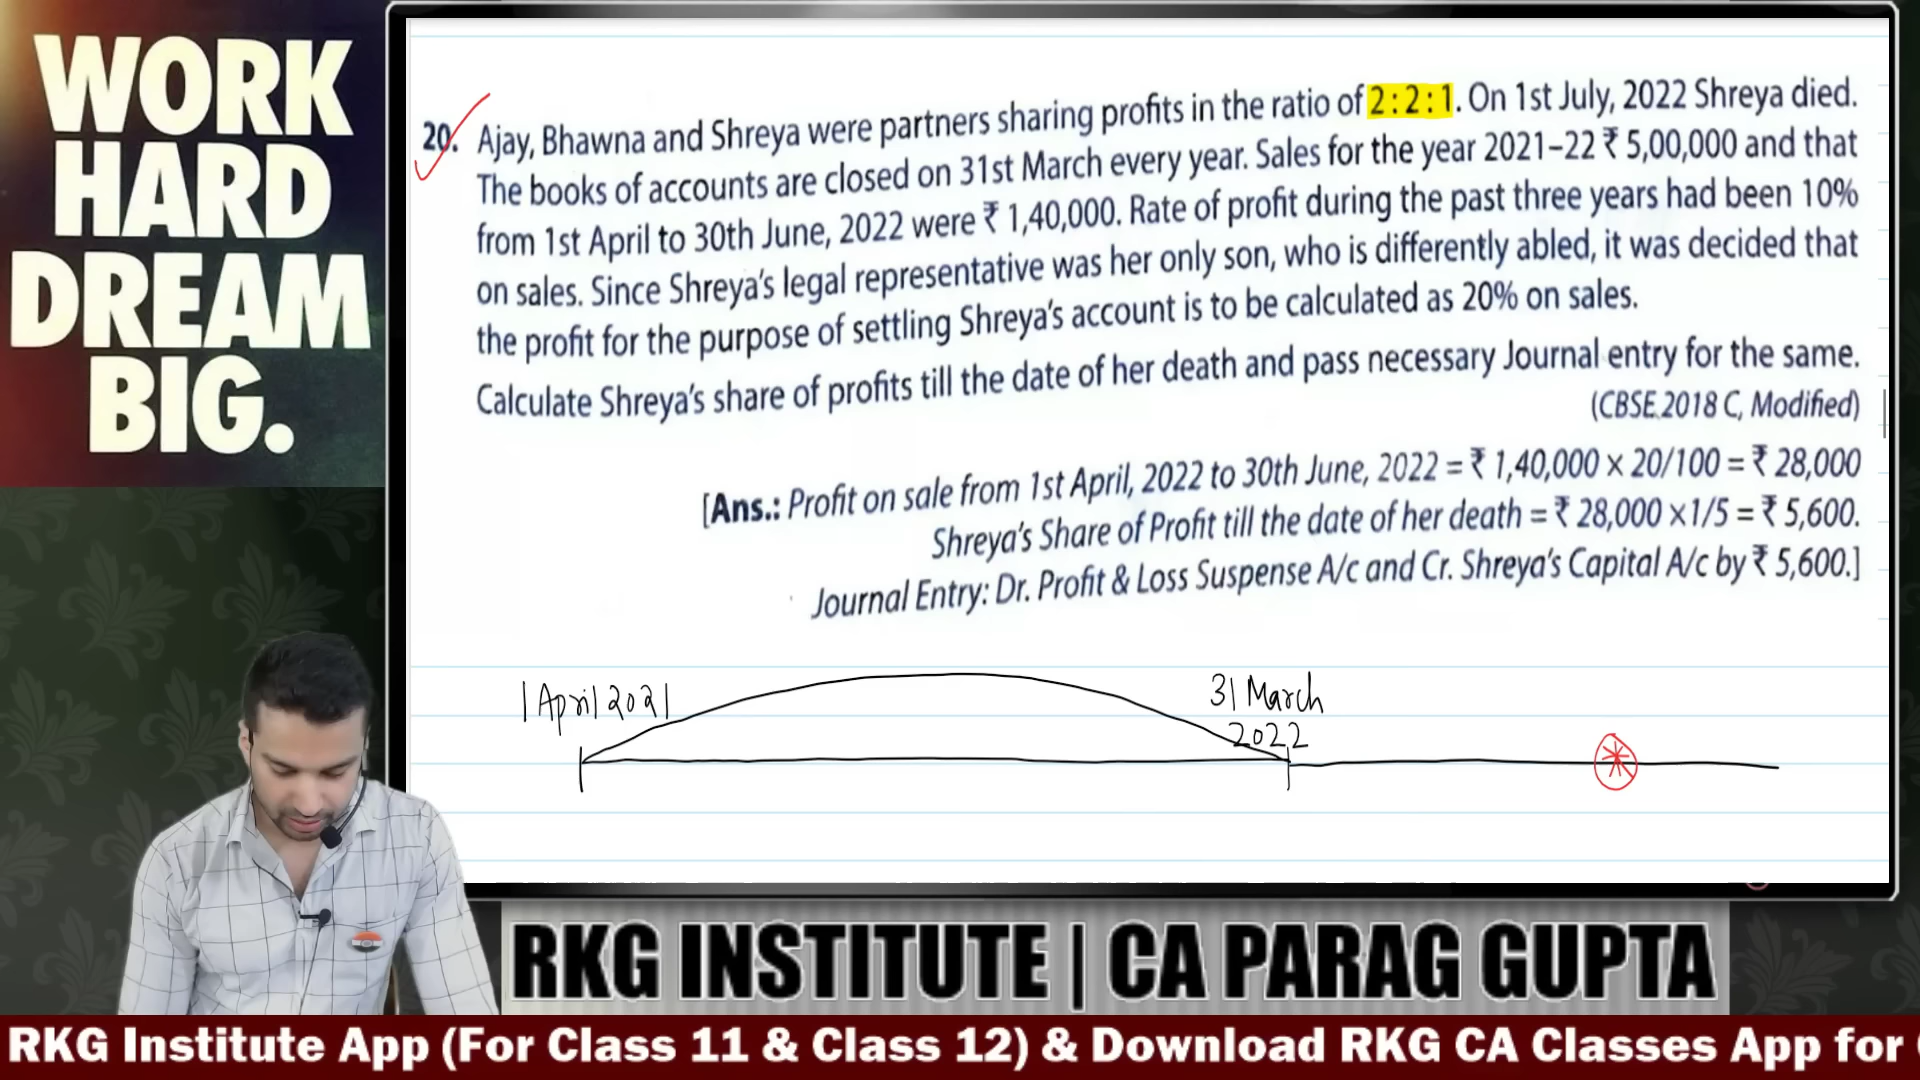 WORK
HARD
DREAM
BIG.
20. Ajay, Bhawna and Shreya were partners sharing profits in the ratio of 2 : 2 : 1. On 1st July, 2022 Shreya died.
The books of accounts are closed on 31st March every year. Sales for the year 2021–22 ₹ 5,00,000 and that
from 1st April to 30th June, 2022 were ₹ 1,40,000. Rate of profit during the past three years had been 10%
on sales. Since Shreya's legal representative was her only son, who is differently abled, it was decided that
the profit for the purpose of settling Shreya's account is to be calculated as 20% on sales.
Calculate Shreya's share of profits till the date of her death and pass necessary Journal entry for the same.
(CBSE 2018 C, Modified)
[Ans.: Profit on sale from 1st April, 2022 to 30th June, 2022 = ₹ 1,40,000 × 20/100 = ₹ 28,000
Shreya's Share of Profit till the date of her death = ₹ 28,000 ×1/5 = ₹ 5,600.
Journal Entry: Dr. Profit & Loss Suspense A/c and Cr. Shreya's Capital A/c by ₹ 5,600.]
1 April 2021
31 March
2022
RKG INSTITUTE | CA PARAG GUPTA
RKG Institute App (For Class 11 & Class 12) & Download RKG CA Classes App for